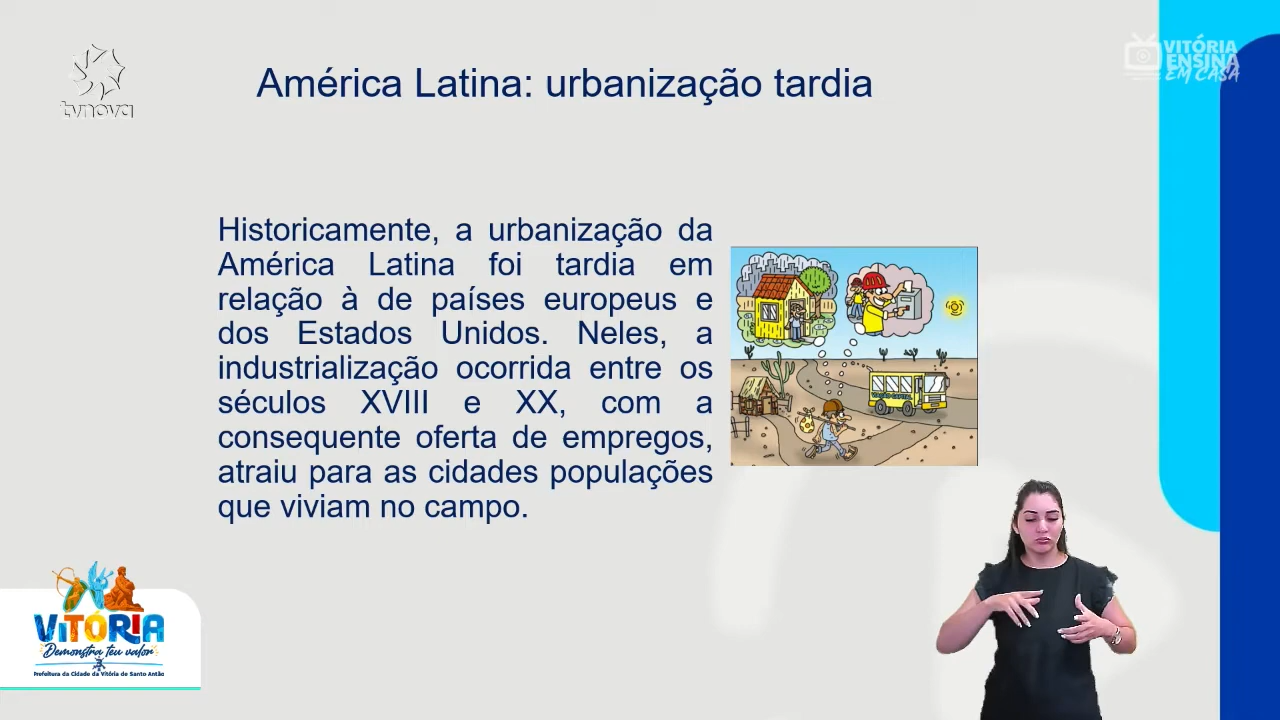 tvnova
VITÓRIA
ENSINA
EM CASA
América Latina: urbanização tardia
Historicamente, a urbanização da
América Latina foi tardia em
relação à de países europeus e
dos Estados Unidos. Neles, a
industrialização ocorrida entre os
séculos XVIII e XX, com a
consequente oferta de empregos,
atraiu para as cidades populações
que viviam no campo.
VIAÇÃO CAPITAL
VITÓRIA
Demonstra teu valor
Prefeitura da Cidade da Vitória de Santo Antão